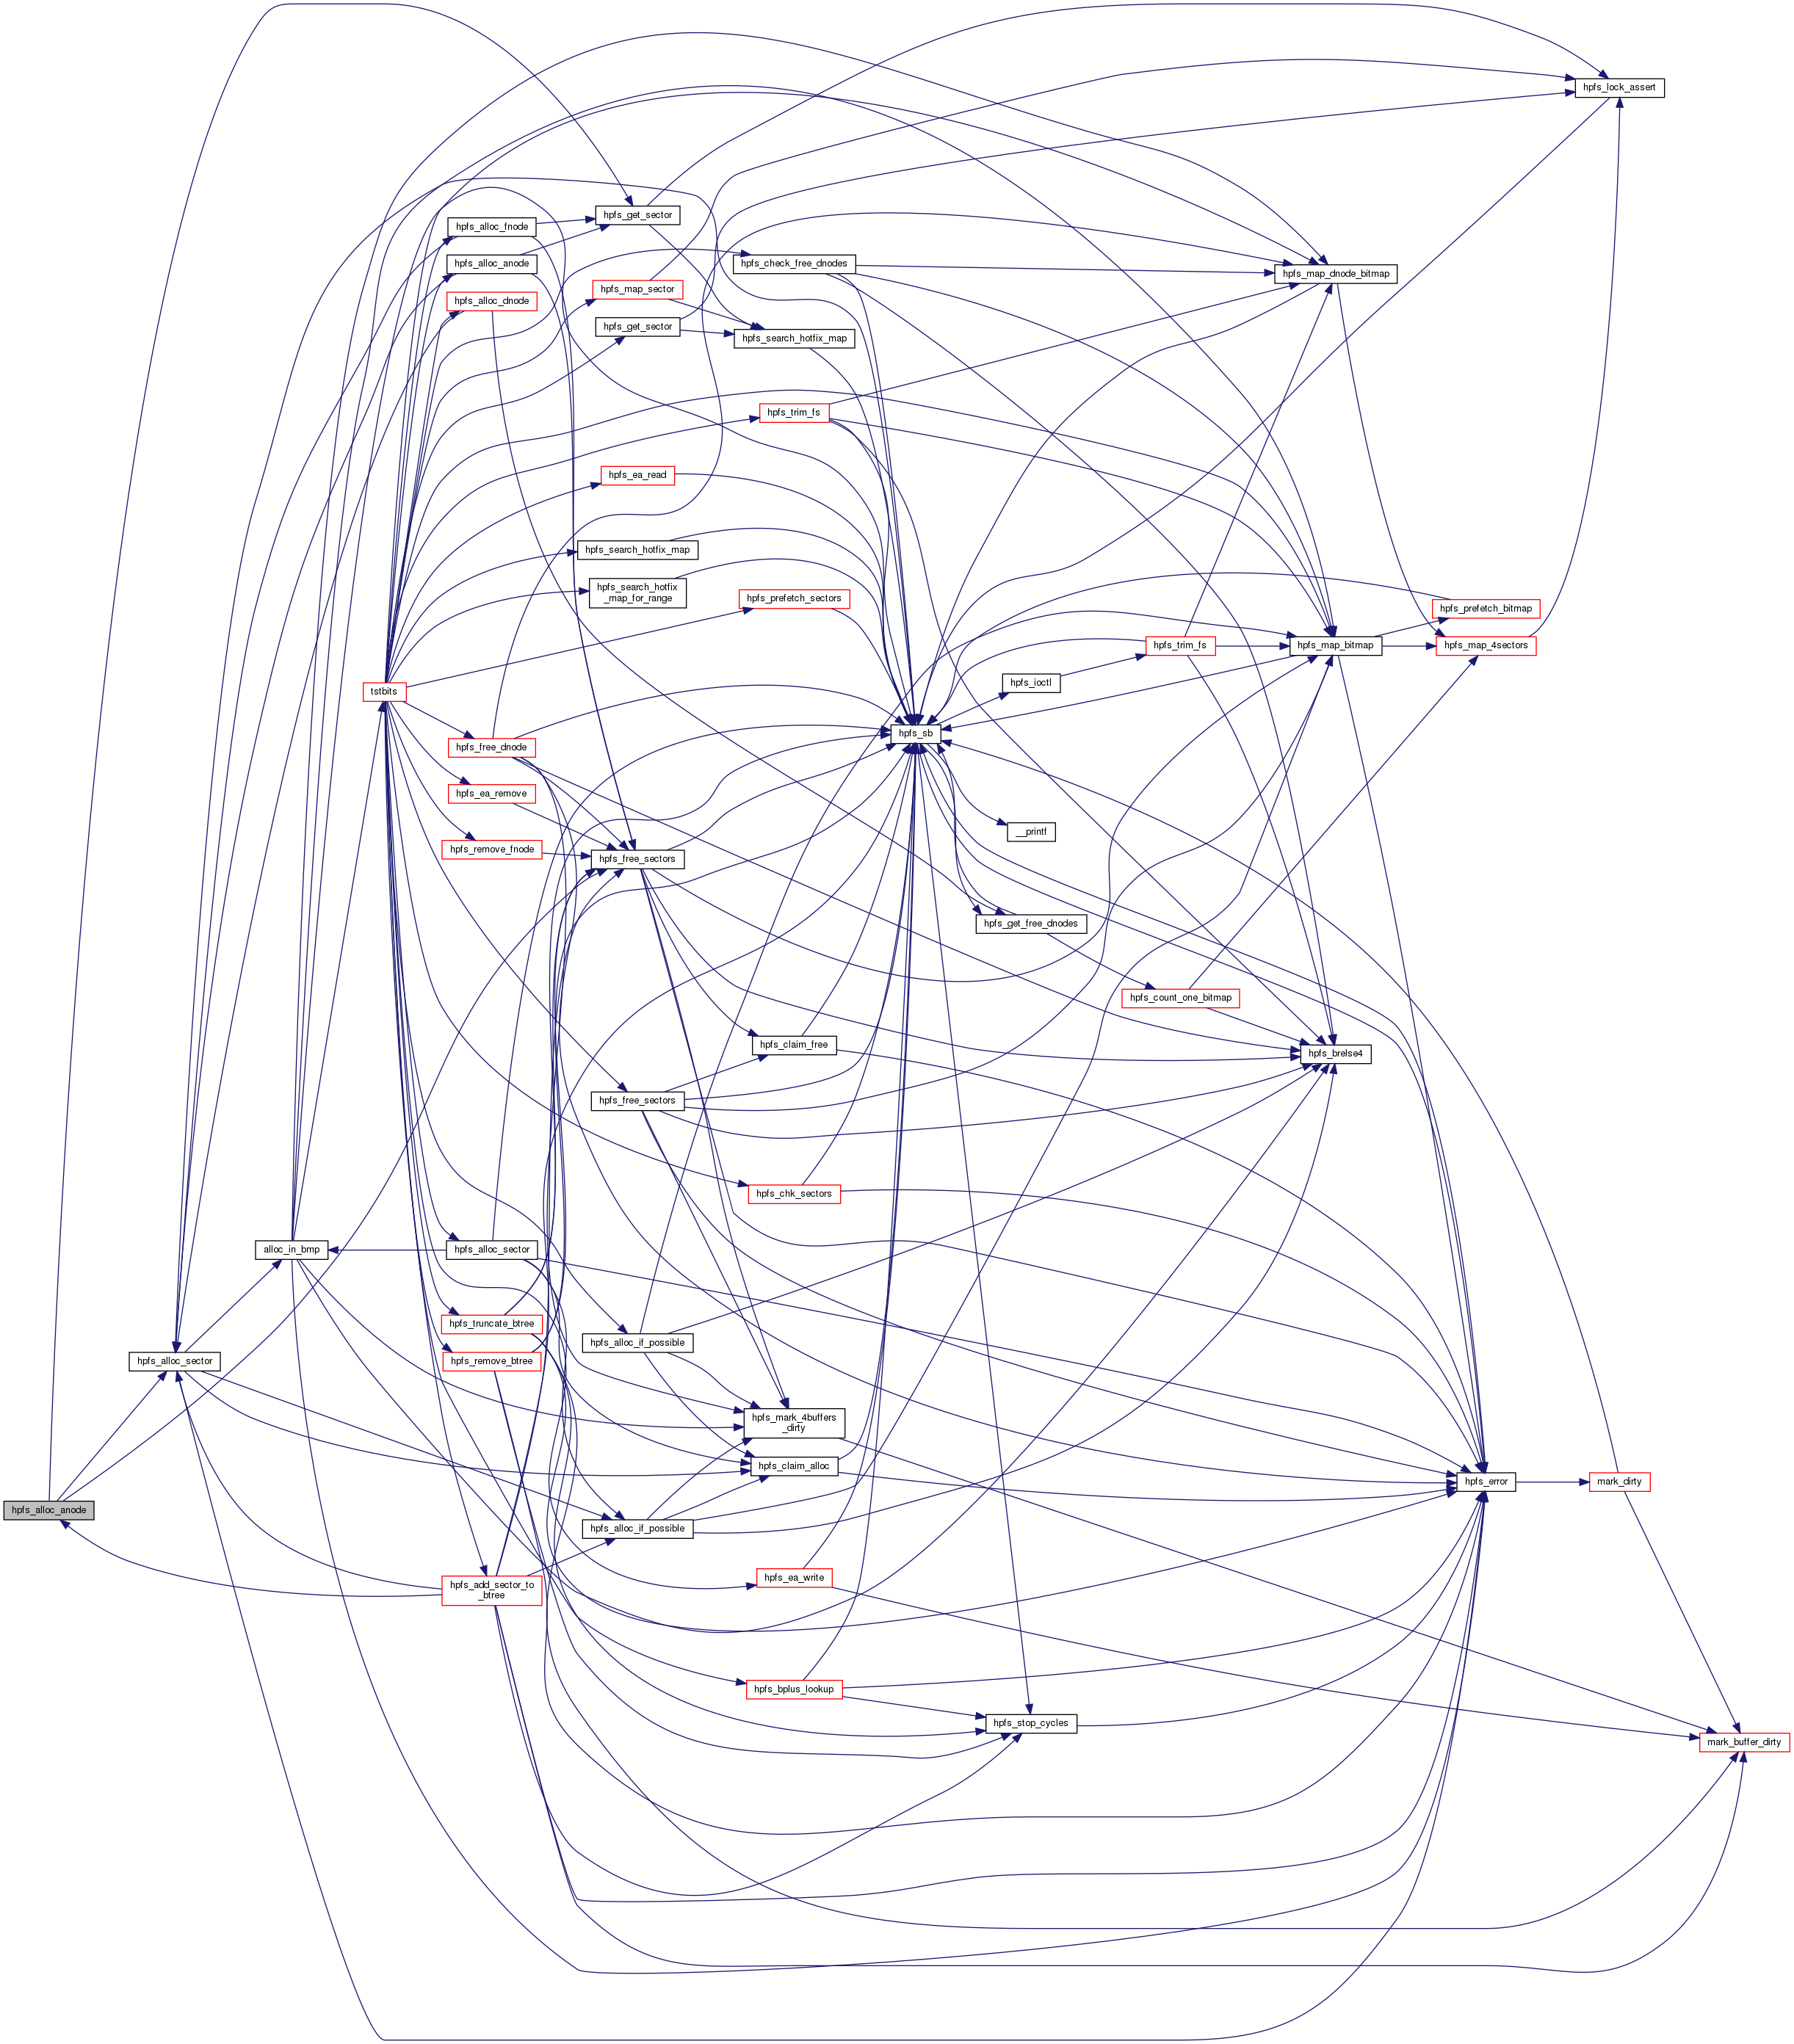 hpfs_lock_assert
hpfs_get_sector
hpfs_alloc_fnode
hpfs_alloc_anode
hpfs_check_free_dnodes
hpfs_map_dnode_bitmap
hpfs_map_sector
hpfs_alloc_dnode
hpfs_get_sector
hpfs_search_hotfix_map
hpfs_trim_fs
hpfs_ea_read
hpfs_search_hotfix_map
hpfs_search_hotfix
_map_for_range
hpfs_prefetch_sectors
hpfs_prefetch_bitmap
hpfs_trim_fs
hpfs_map_bitmap
hpfs_map_4sectors
hpfs_ioctl
tstbits
hpfs_sb
hpfs_free_dnode
hpfs_ea_remove
__printf
hpfs_remove_fnode
hpfs_free_sectors
hpfs_get_free_dnodes
hpfs_count_one_bitmap
hpfs_claim_free
hpfs_brelse4
hpfs_free_sectors
hpfs_chk_sectors
alloc_in_bmp
hpfs_alloc_sector
hpfs_truncate_btree
hpfs_alloc_if_possible
hpfs_alloc_sector
hpfs_remove_btree
hpfs_mark_4buffers
_dirty
hpfs_claim_alloc
hpfs_error
mark_dirty
hpfs_alloc_anode
hpfs_alloc_if_possible
hpfs_ea_write
hpfs_add_sector_to
_btree
hpfs_bplus_lookup
hpfs_stop_cycles
mark_buffer_dirty